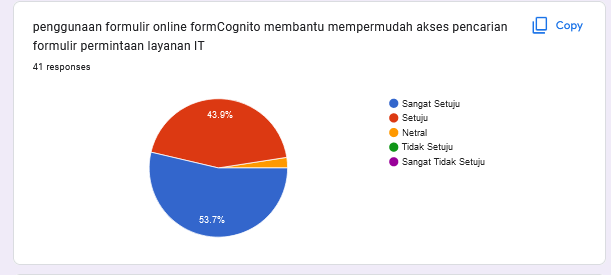 penggunaan formulir online formCognito membantu mempermudah akses pencarian
formulir permintaan layanan IT
Copy
41 responses
43.9%
53.7%
Sangat Setuju
Setuju
Netral
Tidak Setuju
Sangat Tidak Setuju